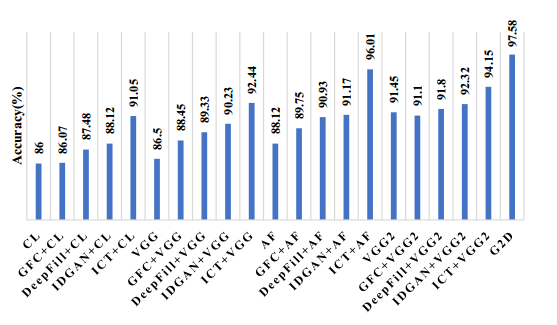 Accuracy(%)
86
86.07
87.48
88.12
91.05
86.5
88.45
89.33
90.23
92.44
88.12
89.75
90.93
91.17
96.01
91.45
91.1
91.8
92.32
94.15
97.58
CL
GFC+CL
DeepFill+CL
IDGAN+CL
ICT+CL
VGG
GFC+VGG
DeepFill+VGG
IDGAN+VGG
ICT+VGG
AF
GFC+AF
DeepFill+AF
IDGAN+AF
ICT+AF
VGG2
GFC+VGG2
DeepFill+VGG2
IDGAN+VGG2
ICT+VGG2
G2D